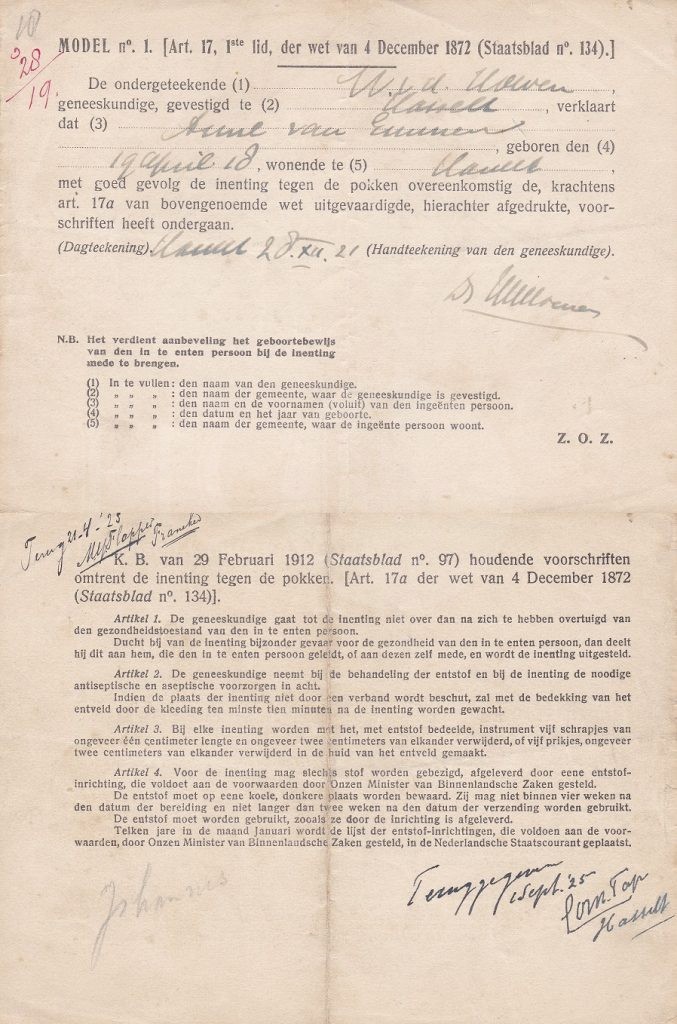 18
28
19.
MODEL nº. 1. [Art. 17, 1ste lid, der wet van 4 December 1872 (Staatsblad nº. 134).]
De ondergeteekende (1) W. v. d.
geneeskundige, gevestigd te (2) Hasselt, verklaart
dat (3) Anne van Emmen
, geboren den (4)
19 april 18, wonende te (5) Hasselt,
met goed gevolg de inenting tegen de pokken overeenkomstig de, krachtens
art. 17a van bovengenoemde wet uitgevaardigde, hierachter afgedrukte, voor-
schriften heeft ondergaan.
(Dagteekening). Hasselt 28.XII.21 (Handteekening van den geneeskundige).
Dr
N.B. Het verdient aanbeveling het geboortebewijs
van den in te enten persoon bij de inenting
mede te brengen.
(1) In te vullen: den naam van den geneeskundige.
(2) „ „ „ : den naam der gemeente, waar de geneeskundige is gevestigd.
(3) „ „ „ : den naam en de voornamen (voluit) van den ingeënten persoon.
(4) „ „ „ : den datum en het jaar van geboorte.
(5) „ „ „ : den naam der gemeente, waar de ingeënte persoon woont.
Z. O. Z.
Terug 21-4-'25
Franeker
K. B. van 29 Februari 1912 (Staatsblad nº. 97) houdende voorschriften
omtrent de inenting tegen de pokken. [Art. 17a der wet van 4 December 1872
(Staatsblad nº. 134)].
Artikel 1. De geneeskundige gaat tot de inenting niet over dan na zich te hebben overtuigd van
den gezondheidstoestand van den in te enten persoon.
Ducht bij van de inenting bijzonder gevaar voor de gezondheid van den in te enten persoon, dan deelt
hij dit aan hem, die den in te enten persoon geleidt, of aan dezen zelf mede, en wordt de inenting uitgesteld.
Artikel 2. De geneeskundige neemt bij de behandeling der entstof en bij de inenting de noodige
antiseptische en aseptische voorzorgen in acht.
Indien de plaats der inenting niet door een verband wordt beschut, zal met de bedekking van het
entveld door de kleeding ten minste tien minuten na de inenting worden gewacht.
Artikel 3. Bij elke inenting worden met het, met entstof bedeelde, instrument vijf schrapjes van
ongeveer één centimeter lengte en ongeveer twee centimeters van elkander verwijderd, of vijf prikjes, ongeveer
twee centimeters van elkander verwijderd in de huid van het entveld gemaakt.
Artikel 4. Voor de inenting mag slechts stof worden gebezigd, afgeleverd door eene entstof-
inrichting, die voldoet aan de voorwaarden door Onzen Minister van Binnenlandsche Zaken gesteld.
De entstof moet op eene koele, donkere plaats worden bewaard. Zij mag niet binnen vier weken na
den datum der bereiding en niet langer dan twee weken na den datum der verzending worden gebruikt.
De entstof moet worden gebruikt, zooals ze door de inrichting is afgeleverd.
Telken jare in de maand Januari wordt de lijst der entstof-inrichtingen, die voldoen aan de voor-
waarden, door Onzen Minister van Binnenlandsche Zaken gesteld, in de Nederlandsche Staatscourant geplaatst.
Johannes
Teruggegeven
1 Sept. '25
Corn. Tap
Hasselt